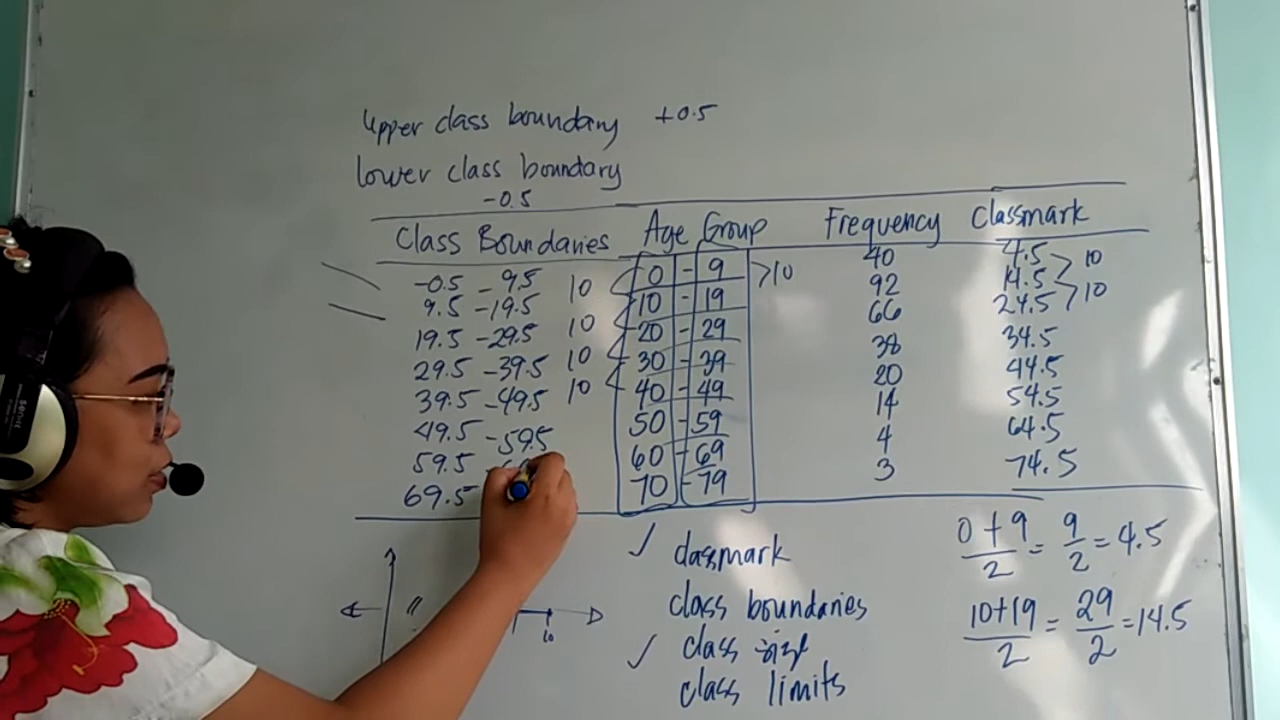 Upper class boundary +0.5
lower class boundary
-0.5
Class Boundaries Age Group Frequency Classmark
-0.5 - 9.5 10 0 - 9 >10 40 4.5 > 10
9.5 - 19.5 10 - 19 92 14.5 > 10
19.5 - 29.5 10 20 - 29 66 24.5
29.5 - 39.5 10 30 - 39 38 34.5
39.5 - 49.5 10 40 - 49 20 44.5
49.5 - 59.5 50 - 59 14 54.5
59.5 60 - 69 4 64.5
69.5 70 - 79 3 74.5
✓ classmark
class boundaries
✓ class size
class limits
0 + 9 / 2 = 9 / 2 = 4.5
10 + 19 / 2 = 29 / 2 = 14.5
10